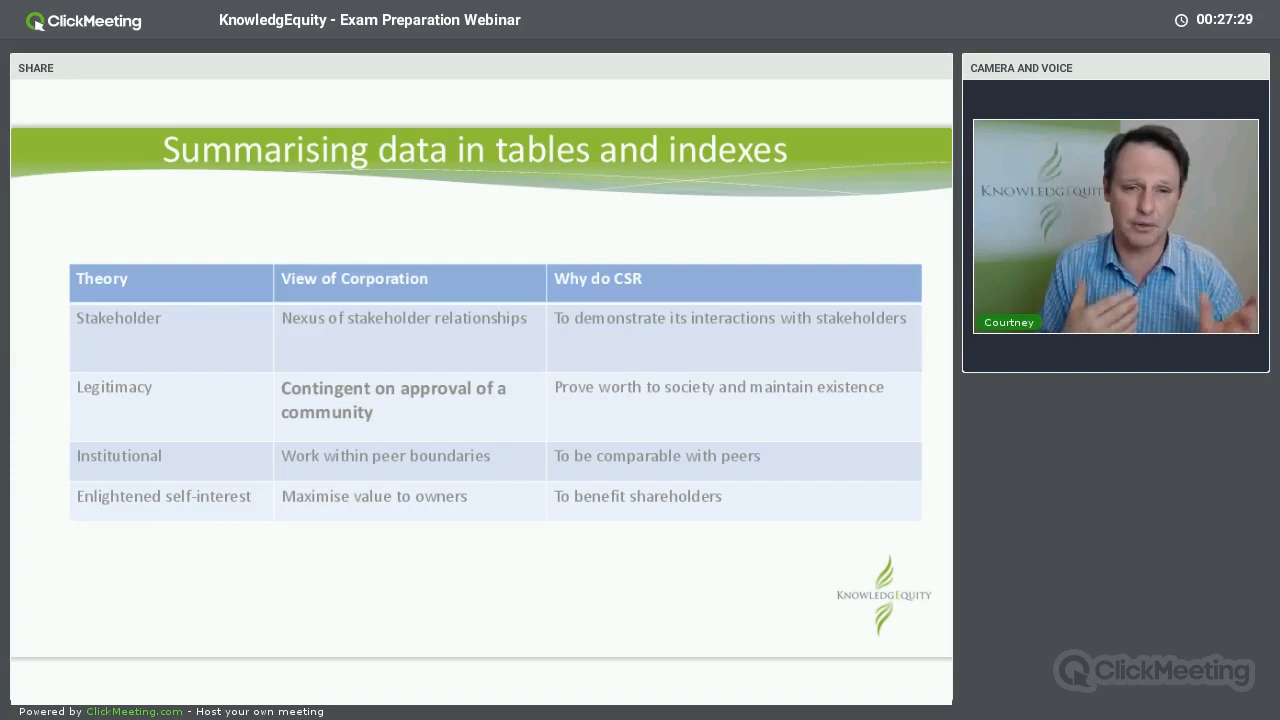 ClickMeeting
KnowledgEquity - Exam Preparation Webinar
00:27:29
SHARE
Summarising data in tables and indexes
Theory View of Corporation Why do CSR
Stakeholder Nexus of stakeholder relationships To demonstrate its interactions with stakeholders
Legitimacy Contingent on approval of a Prove worth to society and maintain existence
community
Institutional Work within peer boundaries To be comparable with peers
Enlightened self-interest Maximise value to owners To benefit shareholders
KNOWLEDGEQUITY
CAMERA AND VOICE
KNOWLEDGEQUIT
Courtney
ClickMeeting
Powered by ClickMeeting.com - Host your own meeting